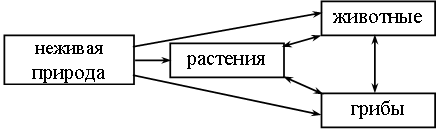 животные
неживая
природа
растения
грибы